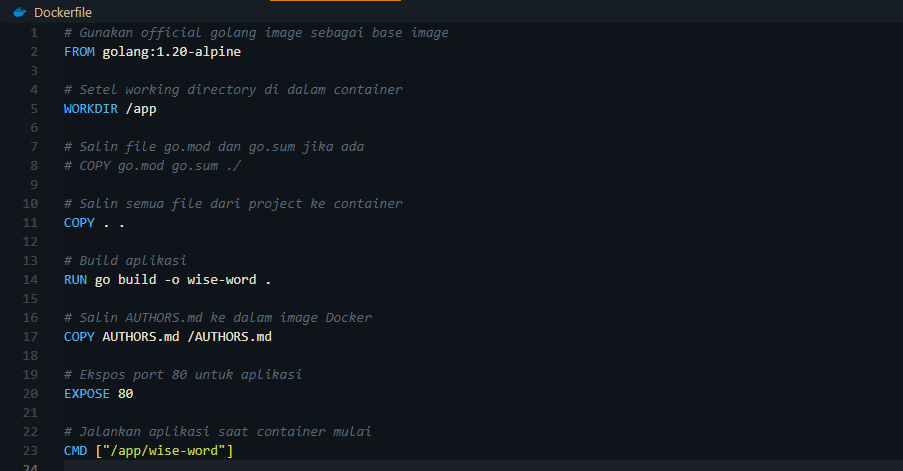 Dockerfile
1 # Gunakan official golang image sebagai base image
2 FROM golang:1.20-alpine
3
4 # Setel working directory di dalam container
5 WORKDIR /app
6
7 # Salin file go.mod dan go.sum jika ada
8 # COPY go.mod go.sum ./
9
10 # Salin semua file dari project ke container
11 COPY . .
12
13 # Build aplikasi
14 RUN go build -o wise-word .
15
16 # Salin AUTHORS.md ke dalam image Docker
17 COPY AUTHORS.md /AUTHORS.md
18
19 # Ekspos port 80 untuk aplikasi
20 EXPOSE 80
21
22 # Jalankan aplikasi saat container mulai
23 CMD ["/app/wise-word"]
24